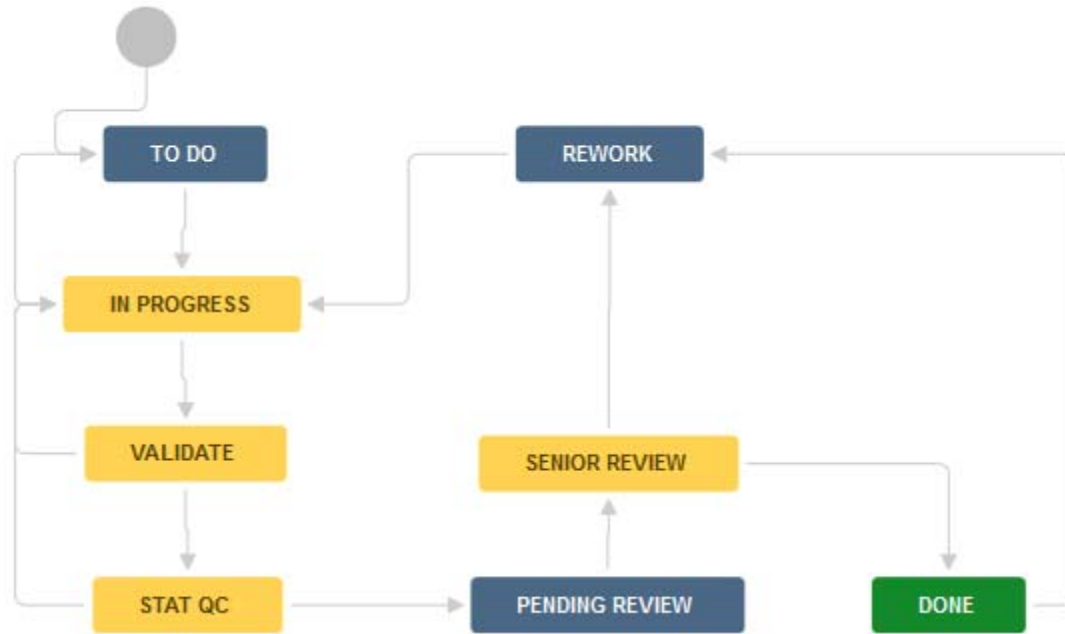 TO DO
REWORK
IN PROGRESS
VALIDATE
SENIOR REVIEW
STAT QC
PENDING REVIEW
DONE